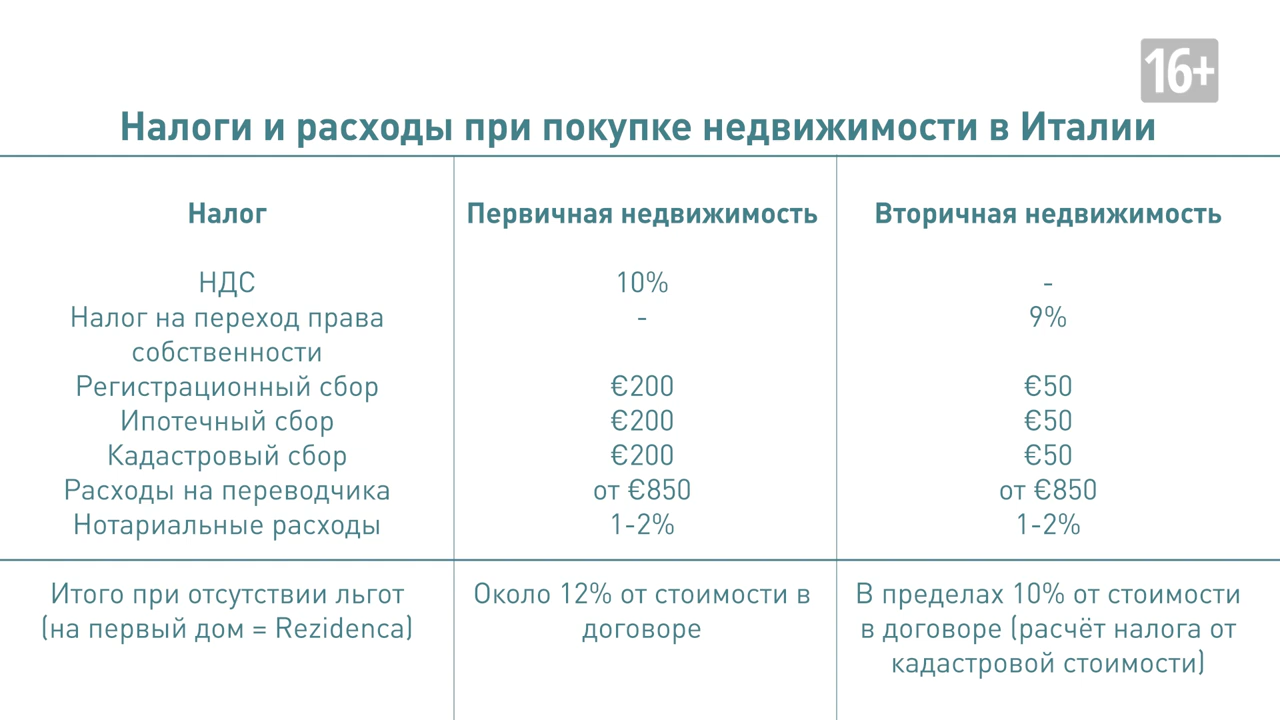 16+
Налоги и расходы при покупке недвижимости в Италии
Налог Первичная недвижимость Вторичная недвижимость
НДС 10% -
Налог на переход права - 9%
собственности
Регистрационный сбор €200 €50
Ипотечный сбор €200 €50
Кадастровый сбор €200 €50
Расходы на переводчика от €850 от €850
Нотариальные расходы 1-2% 1-2%
Итого при отсутствии льгот Около 12% от стоимости в В пределах 10% от стоимости
(на первый дом = Rezidenca) договоре в договоре (расчёт налога от
кадастровой стоимости)